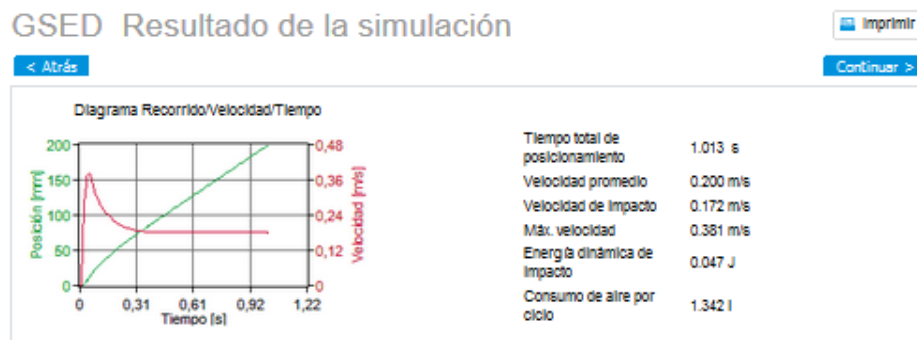 GSED Resultado de la simulación
Imprimir
< Atrás
Continuar >
Diagrama Recorrido/Velocidad/Tiempo
200
150
100
50
0
Posición [mm]
0,48
0,36
0,24
0,12
0
Velocidad [m/s]
0
0,31
0,61
0,92
1,22
Tiempo [s]
Tiempo total de
posicionamiento
1.013 s
Velocidad promedio
0.200 m/s
Velocidad de impacto
0.172 m/s
Máx. velocidad
0.381 m/s
Energía dinámica de
impacto
0.047 J
Consumo de aire por
ciclo
1.342 l